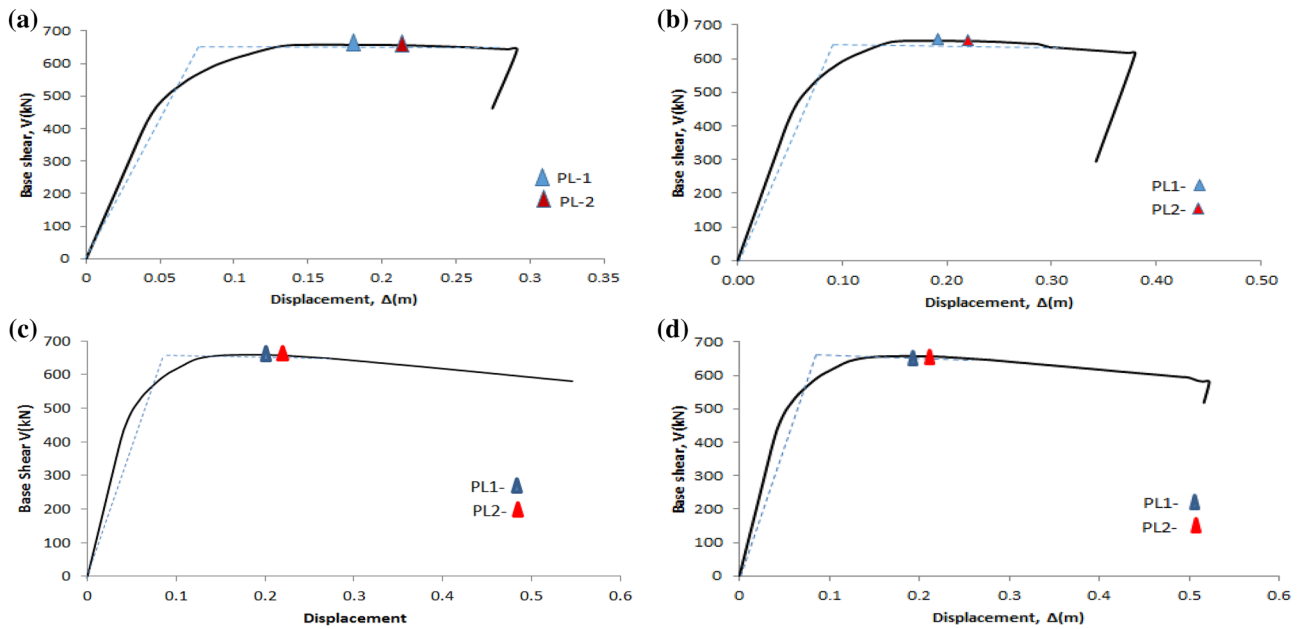 (a)
700
600
500
400
300
200
100
0
Base shear, V(kN)
0 0.05 0.1 0.15 0.2 0.25 0.3 0.35
Displacement, Δ(m)
PL-1
PL-2
(b)
700
600
500
400
300
200
100
0
Base shear, V(kN)
0.00 0.10 0.20 0.30 0.40 0.50
Displacement, Δ(m)
PL1-
PL2-
(c)
700
600
500
400
300
200
100
0
Base Shear V(kN)
0 0.1 0.2 0.3 0.4 0.5 0.6
Displacement
PL1-
PL2-
(d)
700
600
500
400
300
200
100
0
Base shear, V(kN)
0 0.1 0.2 0.3 0.4 0.5 0.6
Displacement, Δ(m)
PL1-
PL2-